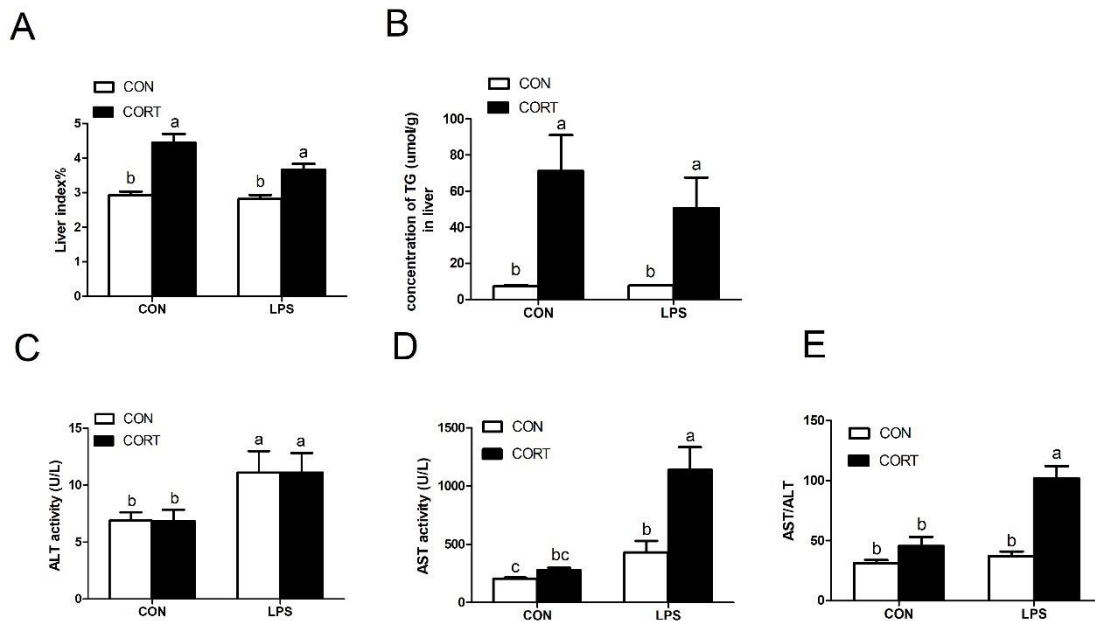 A
CON
CORT
Liver index%
5
4
3
2
1
0
b
a
b
a
CON
LPS
B
CON
CORT
concentration of TG (umol/g)
in liver
100
80
60
40
20
0
b
a
b
a
CON
LPS
C
CON
CORT
ALT activity (U/L)
15
10
5
0
b
b
a
a
CON
LPS
D
CON
CORT
AST activity (U/L)
1500
1000
500
0
c
bc
b
a
CON
LPS
E
CON
CORT
AST/ALT
150
100
50
0
b
b
b
a
CON
LPS